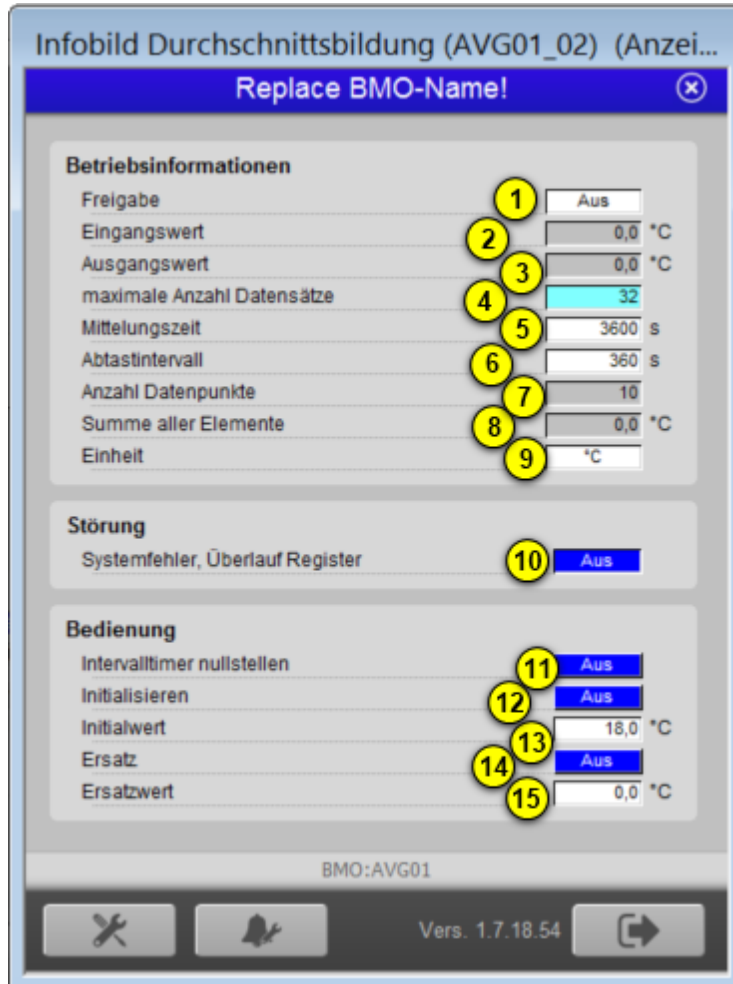 Infobild Durchschnittsbildung (AVG01_02) (Anzei...
Replace BMO-Name!
Betriebsinformationen
Freigabe 1 Aus
Eingangswert 2 0,0 °C
Ausgangswert 3 0,0 °C
maximale Anzahl Datensätze 4 32
Mittelungszeit 5 3600 s
Abtastintervall 6 360 s
Anzahl Datenpunkte 7 10
Summe aller Elemente 8 0,0 °C
Einheit 9 °C
Störung
Systemfehler, Überlauf Register 10 Aus
Bedienung
Intervalltimer nullstellen 11 Aus
Initialisieren 12 Aus
Initialwert 13 18,0 °C
Ersatz 14 Aus
Ersatzwert 15 0,0 °C
BMO:AVG01
Vers. 1.7.18.54